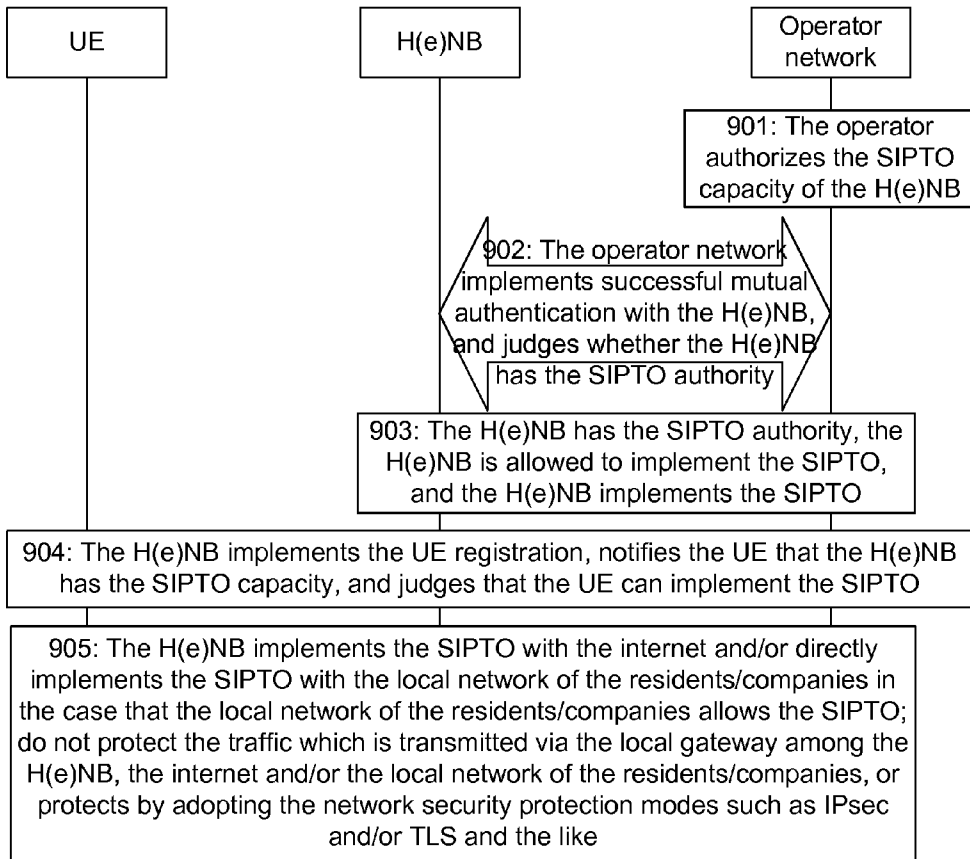 UE
H(e)NB
Operator
network
901: The operator
authorizes the SIPTO
capacity of the H(e)NB
902: The operator network
implements successful mutual
authentication with the H(e)NB,
and judges whether the H(e)NB
has the SIPTO authority
903: The H(e)NB has the SIPTO authority, the
H(e)NB is allowed to implement the SIPTO,
and the H(e)NB implements the SIPTO
904: The H(e)NB implements the UE registration, notifies the UE that the H(e)NB
has the SIPTO capacity, and judges that the UE can implement the SIPTO
905: The H(e)NB implements the SIPTO with the internet and/or directly
implements the SIPTO with the local network of the residents/companies in
the case that the local network of the residents/companies allows the SIPTO;
do not protect the traffic which is transmitted via the local gateway among the
H(e)NB, the internet and/or the local network of the residents/companies, or
protects by adopting the network security protection modes such as IPsec
and/or TLS and the like